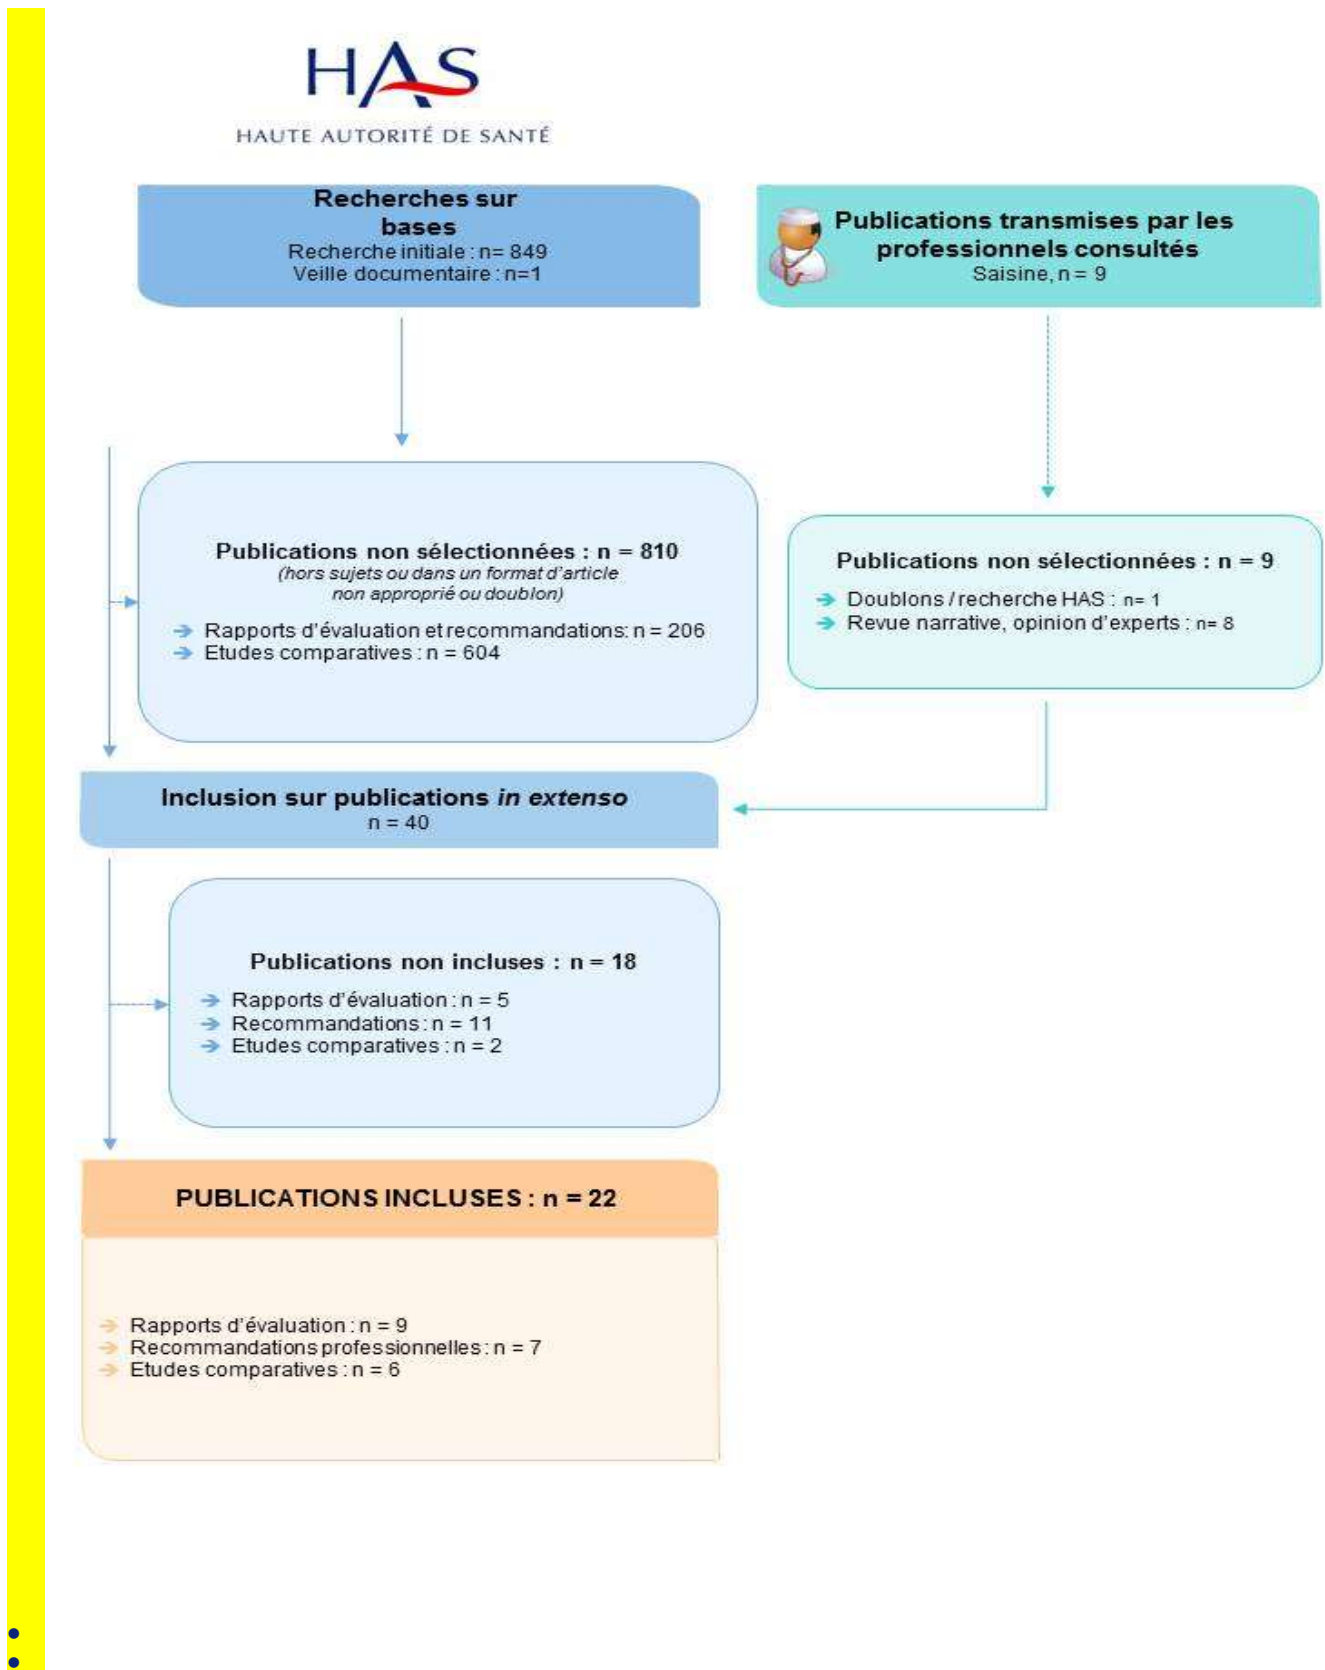 HAS
HAUTE AUTORITÉ DE SANTÉ
Recherches sur
bases
Recherche initiale : n= 849
Veille documentaire : n=1
Publications transmises par les
professionnels consultés
Saisine, n = 9
Publications non sélectionnées : n = 810
(hors sujets ou dans un format d'article
non approprié ou doublon)
Rapports d'évaluation et recommandations: n = 206
Etudes comparatives : n = 604
Publications non sélectionnées : n = 9
Doublons / recherche HAS : n= 1
Revue narrative, opinion d'experts : n= 8
Inclusion sur publications in extenso
n = 40
Publications non incluses : n = 18
Rapports d'évaluation : n = 5
Recommandations : n = 11
Etudes comparatives : n = 2
PUBLICATIONS INCLUSES : n = 22
Rapports d'évaluation : n = 9
Recommandations professionnelles : n = 7
Etudes comparatives : n = 6